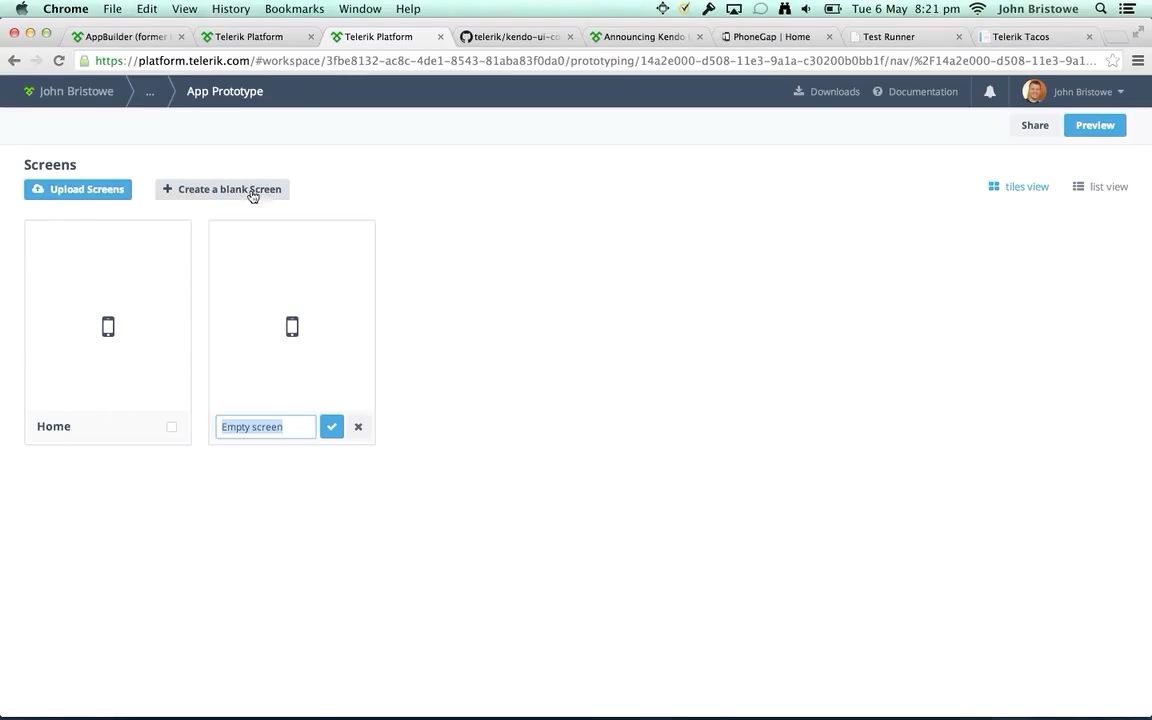 Chrome File Edit View History Bookmarks Window Help Tue 6 May 8:21 pm John Bristowe
AppBuilder (former Telerik Platform Telerik Platform telerik/kendo-ui-co Announcing Kendo PhoneGap | Home Test Runner Telerik Tacos
https://platform.telerik.com/#workspace/3fbe8132-ac8c-4de1-8543-81aba83f0da0/prototyping/14a2e000-d508-11e3-9a1a-c30200b0bb1f/nav/%2F14a2e000-d508-11e3-9a1...
John Bristowe ... App Prototype Downloads Documentation John Bristowe
Share Preview
Screens
Upload Screens Create a blank Screen tiles view list view
Home Empty screen